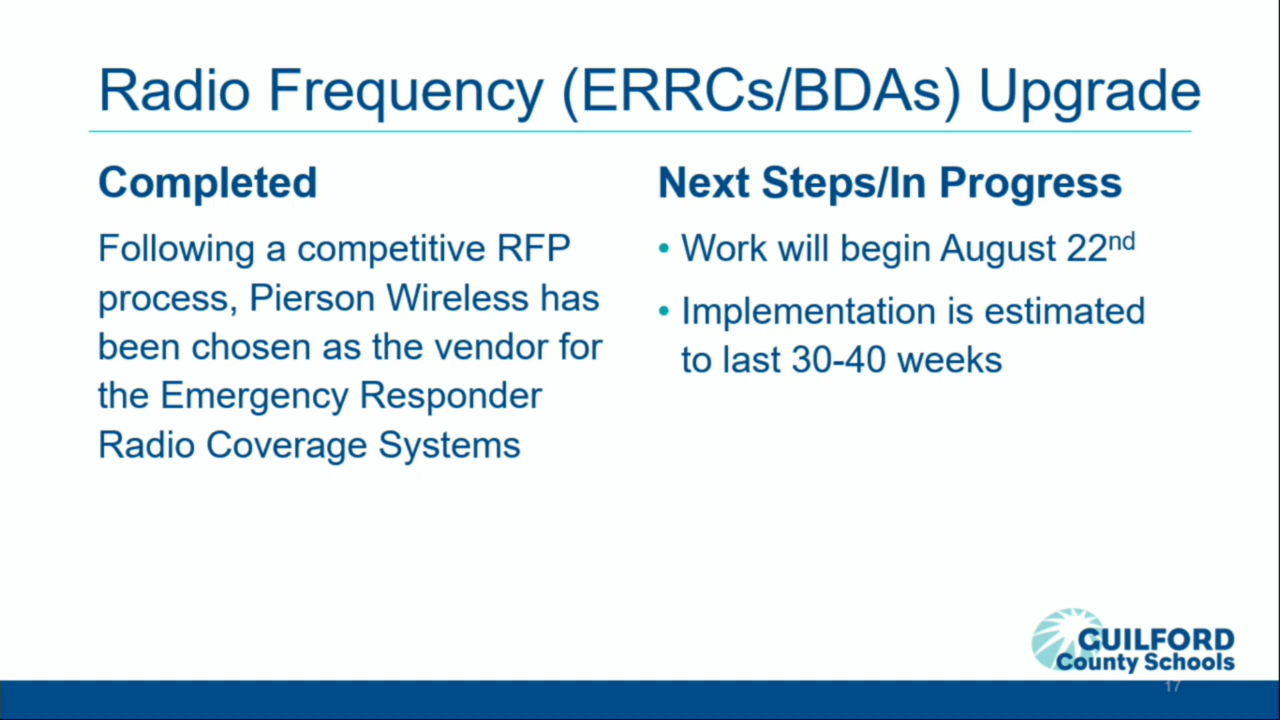 Radio Frequency (ERRCs/BDAs) Upgrade
Completed
Following a competitive RFP
process, Pierson Wireless has
been chosen as the vendor for
the Emergency Responder
Radio Coverage Systems
Next Steps/In Progress
• Work will begin August 22nd
• Implementation is estimated
to last 30-40 weeks
GUILFORD
County Schools
17